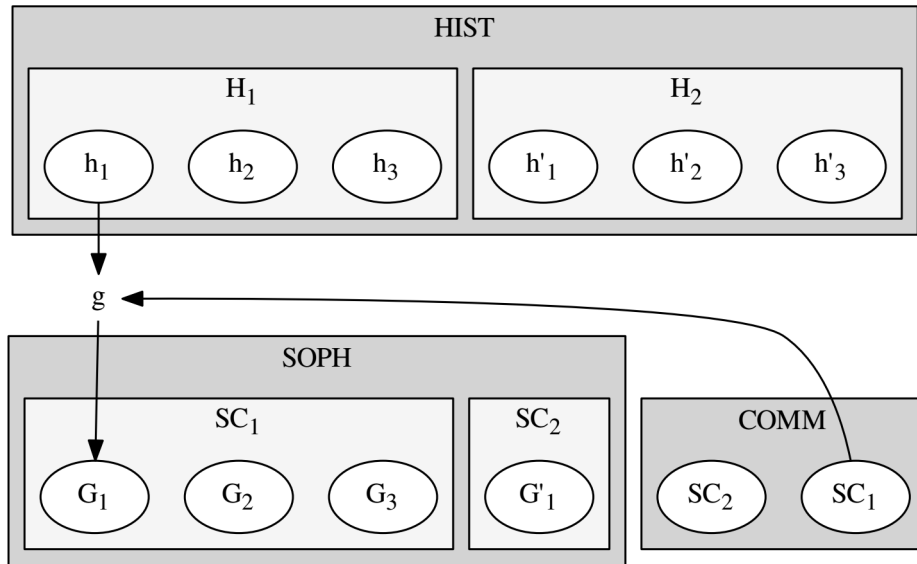 HIST
H₁ H₂
h₁ h₂ h₃ h'₁ h'₂ h'₃
g
SOPH
SC₁ SC₂ COMM
G₁ G₂ G₃ G'₁ SC₂ SC₁